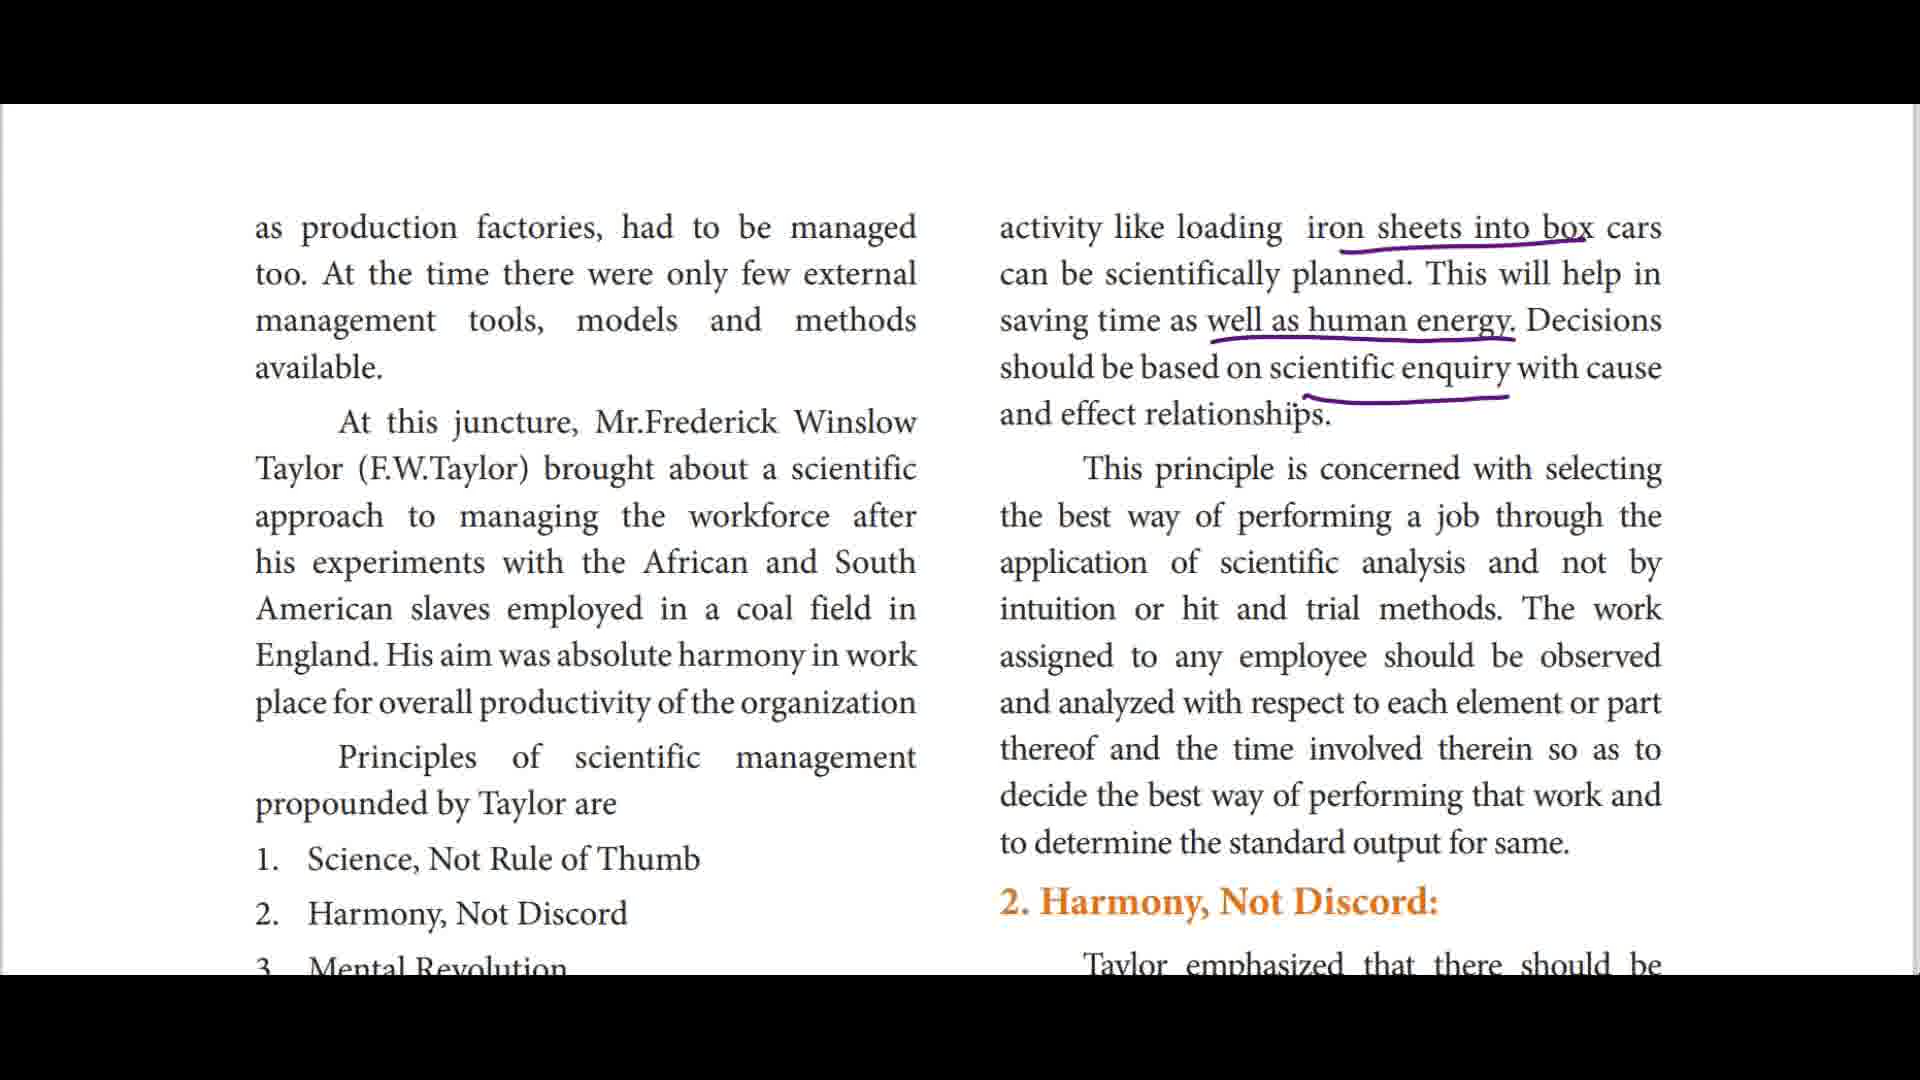 as production factories, had to be managed
too. At the time there were only few external
management tools, models and methods
available.
At this juncture, Mr.Frederick Winslow
Taylor (F.W.Taylor) brought about a scientific
approach to managing the workforce after
his experiments with the African and South
American slaves employed in a coal field in
England. His aim was absolute harmony in work
place for overall productivity of the organization
Principles of scientific management
propounded by Taylor are
1. Science, Not Rule of Thumb
2. Harmony, Not Discord
3. Mental Revolution
activity like loading iron sheets into box cars
can be scientifically planned. This will help in
saving time as well as human energy. Decisions
should be based on scientific enquiry with cause
and effect relationships.
This principle is concerned with selecting
the best way of performing a job through the
application of scientific analysis and not by
intuition or hit and trial methods. The work
assigned to any employee should be observed
and analyzed with respect to each element or part
thereof and the time involved therein so as to
decide the best way of performing that work and
to determine the standard output for same.
2. Harmony, Not Discord:
Taylor emphasized that there should be